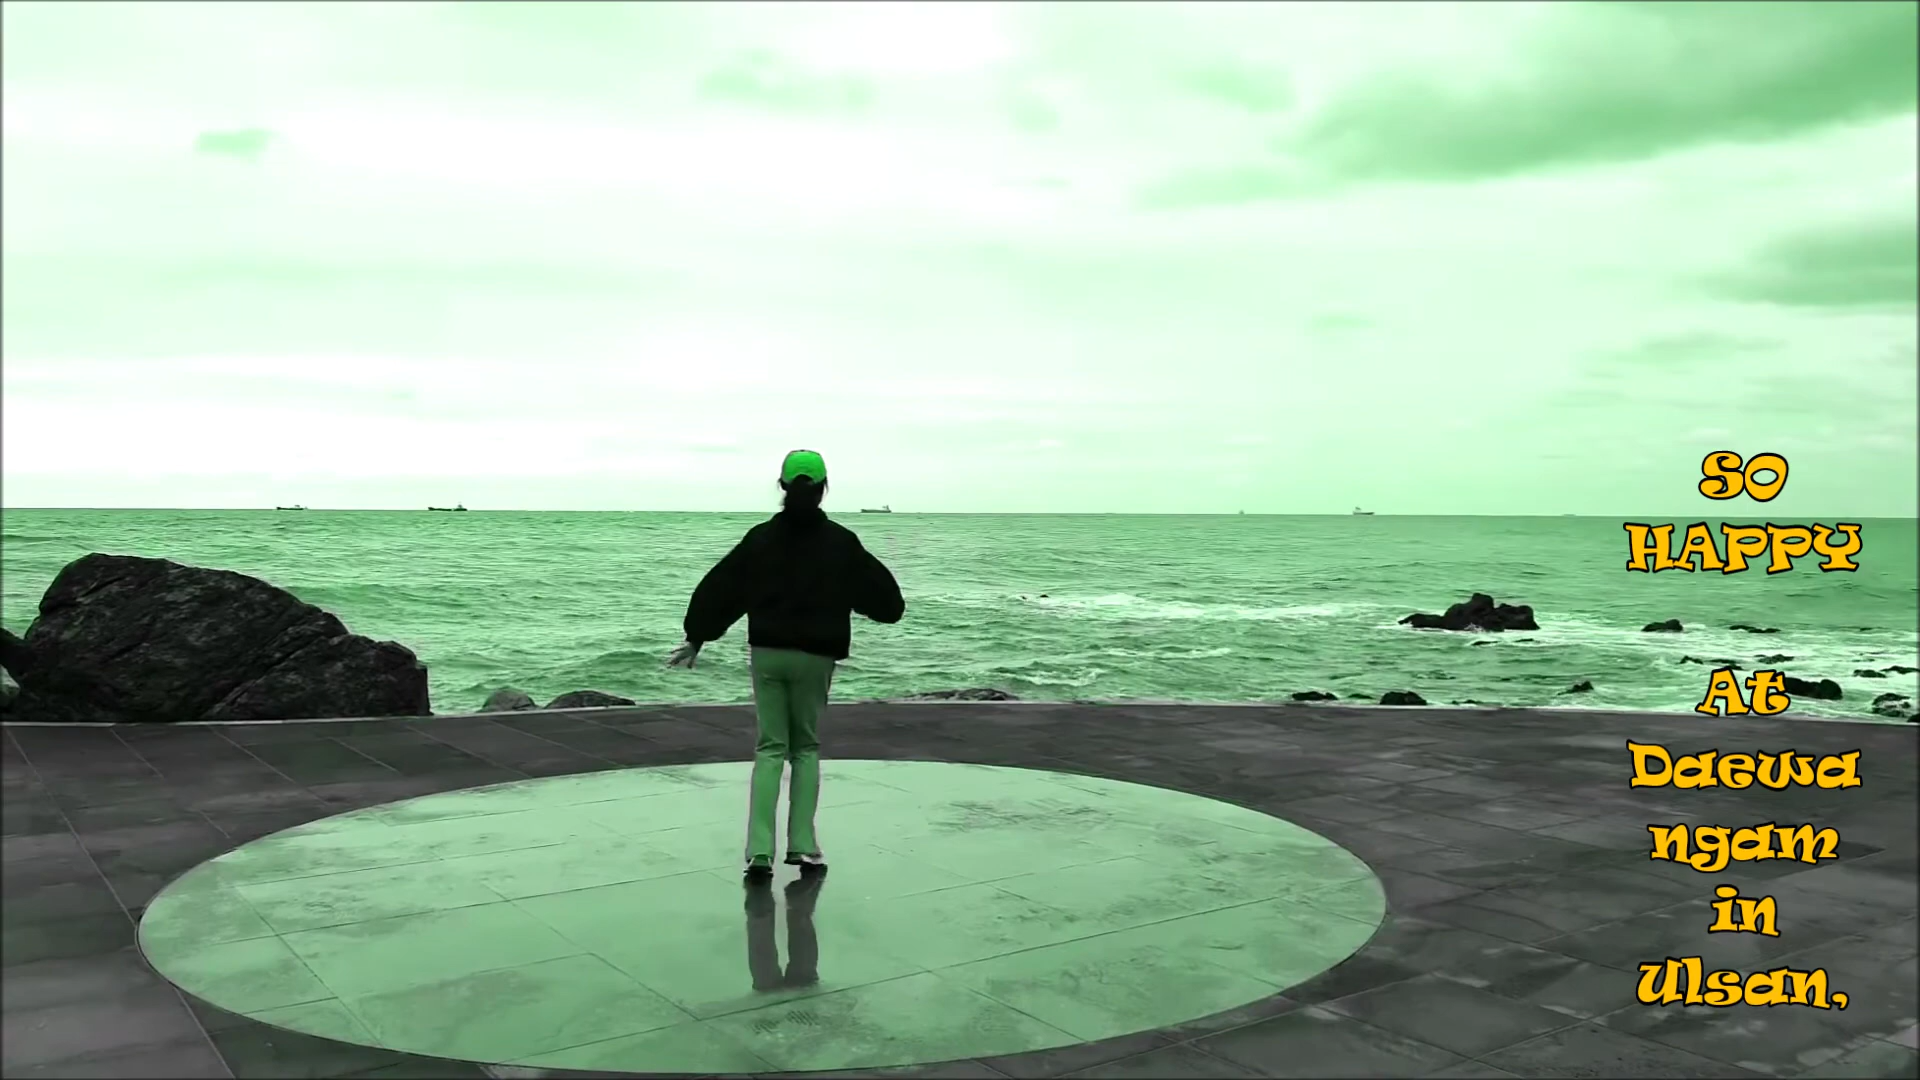 SO
HAPPY
At
Daewa
ngam
in
Ulsan,